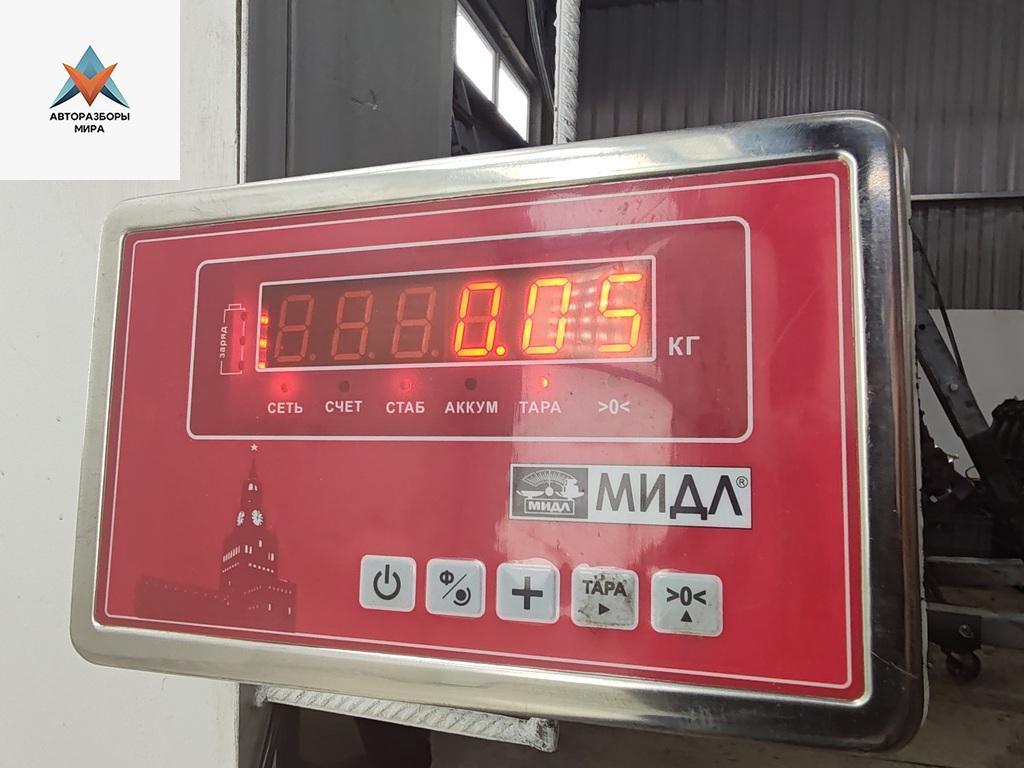 АВТОРАЗБОРЫ
МИРА
0.05
КГ
заряд
СЕТЬ СЧЕТ СТАБ АККУМ ТАРА >0<
МИДЛ МИДЛ®
Ф ТАРА >0<